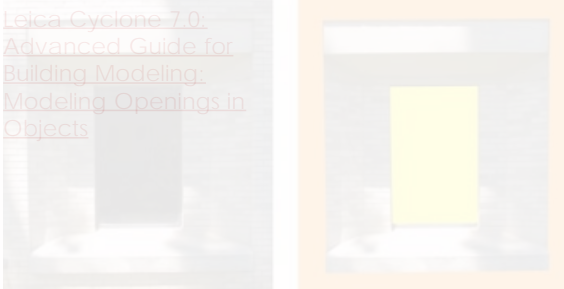 Leica Cyclone 7.0:
Advanced Guide for
Building Modeling:
Modeling Openings in
Objects